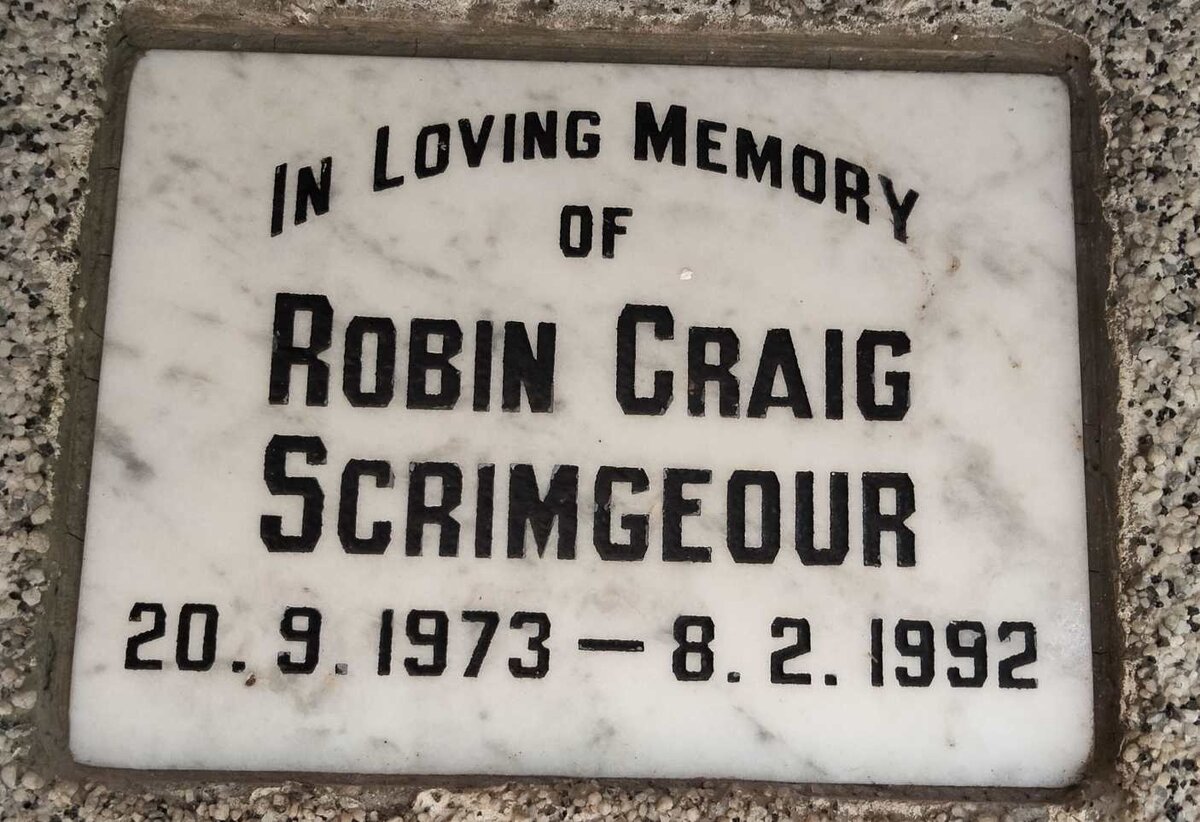 IN LOVING MEMORY
OF
ROBIN CRAIG
SCRIMGEOUR
20. 9. 1973 — 8. 2. 1992